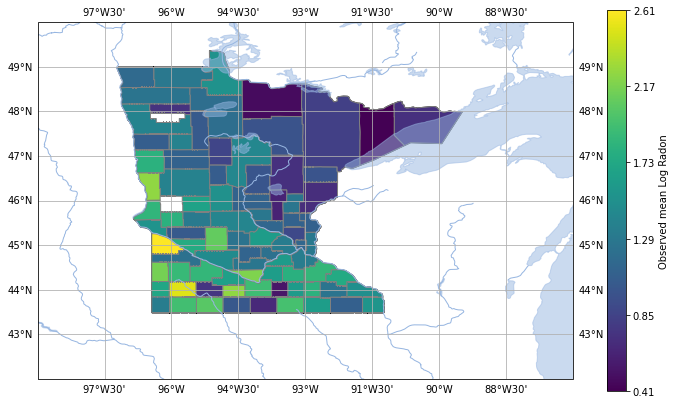 97°W30' 96°W 94°W30' 93°W 91°W30' 90°W 88°W30'
2.61
49°N 49°N
2.17
48°N 48°N
47°N 47°N
1.73
46°N 46°N
45°N 45°N
1.29
44°N 44°N
0.85
43°N 43°N
0.41
97°W30' 96°W 94°W30' 93°W 91°W30' 90°W 88°W30'
Observed mean Log Radon